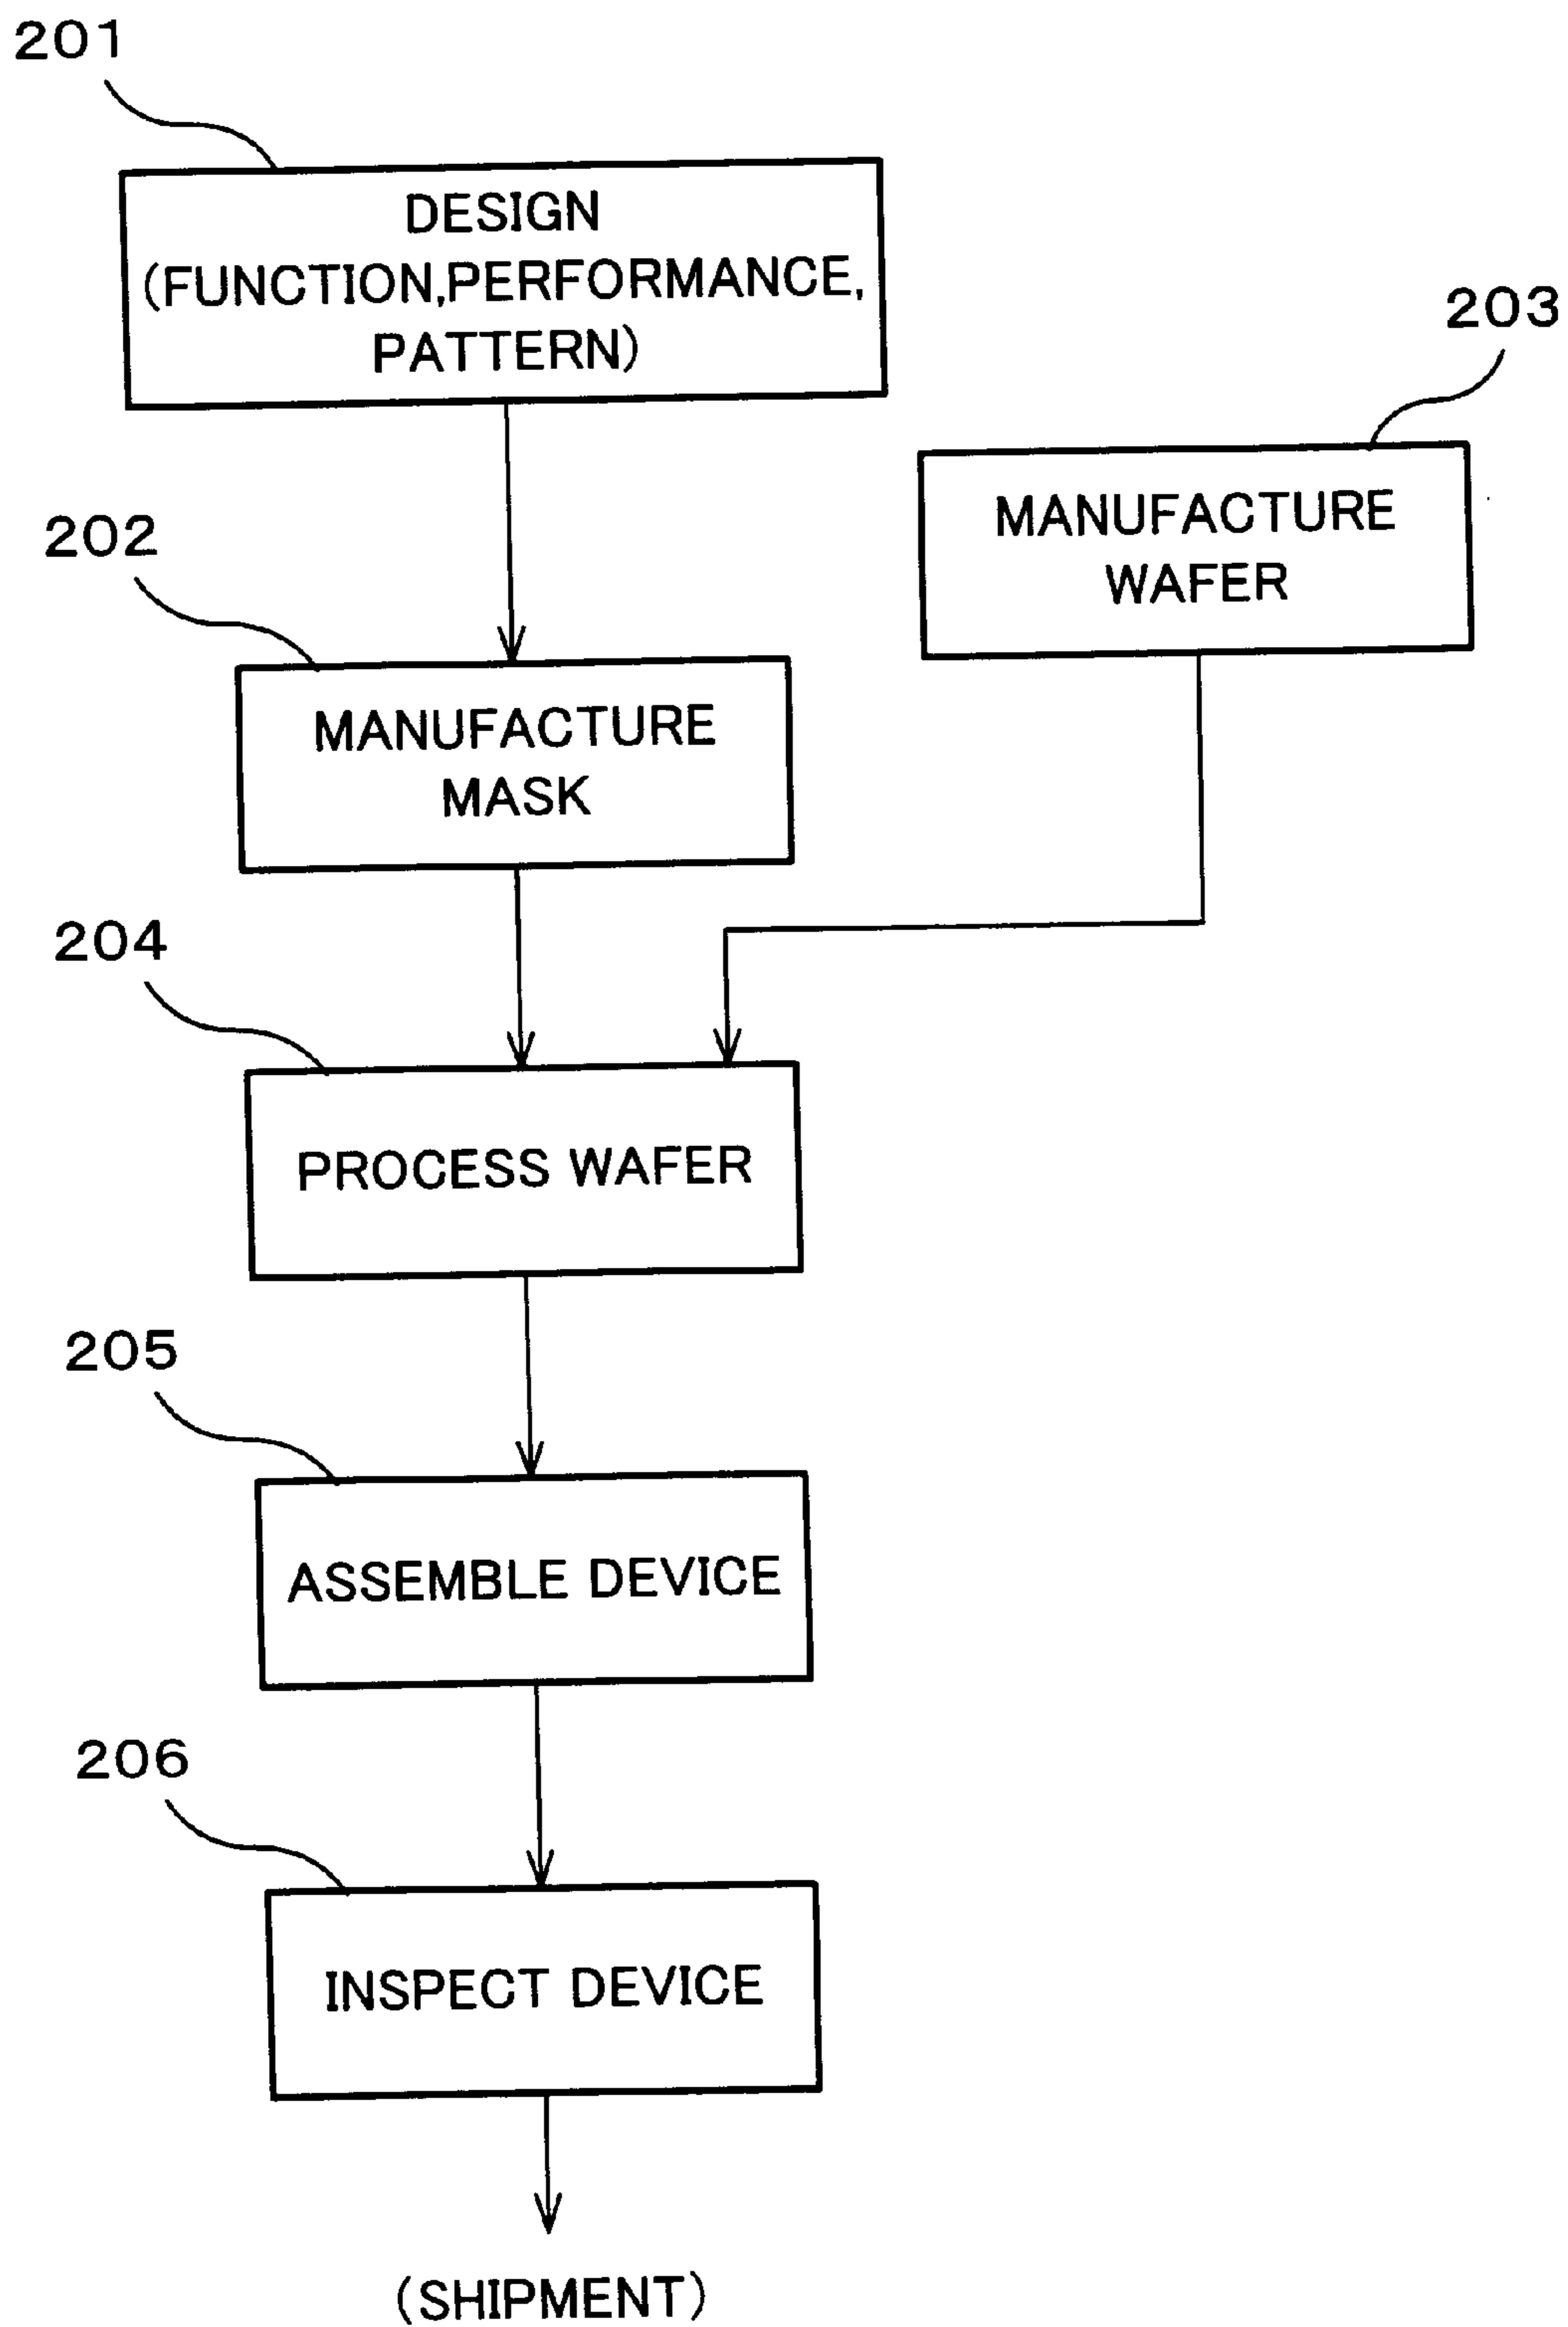 201
DESIGN
(FUNCTION,PERFORMANCE,
PATTERN)
203
MANUFACTURE
WAFER
202
MANUFACTURE
MASK
204
PROCESS WAFER
205
ASSEMBLE DEVICE
206
INSPECT DEVICE
(SHIPMENT)